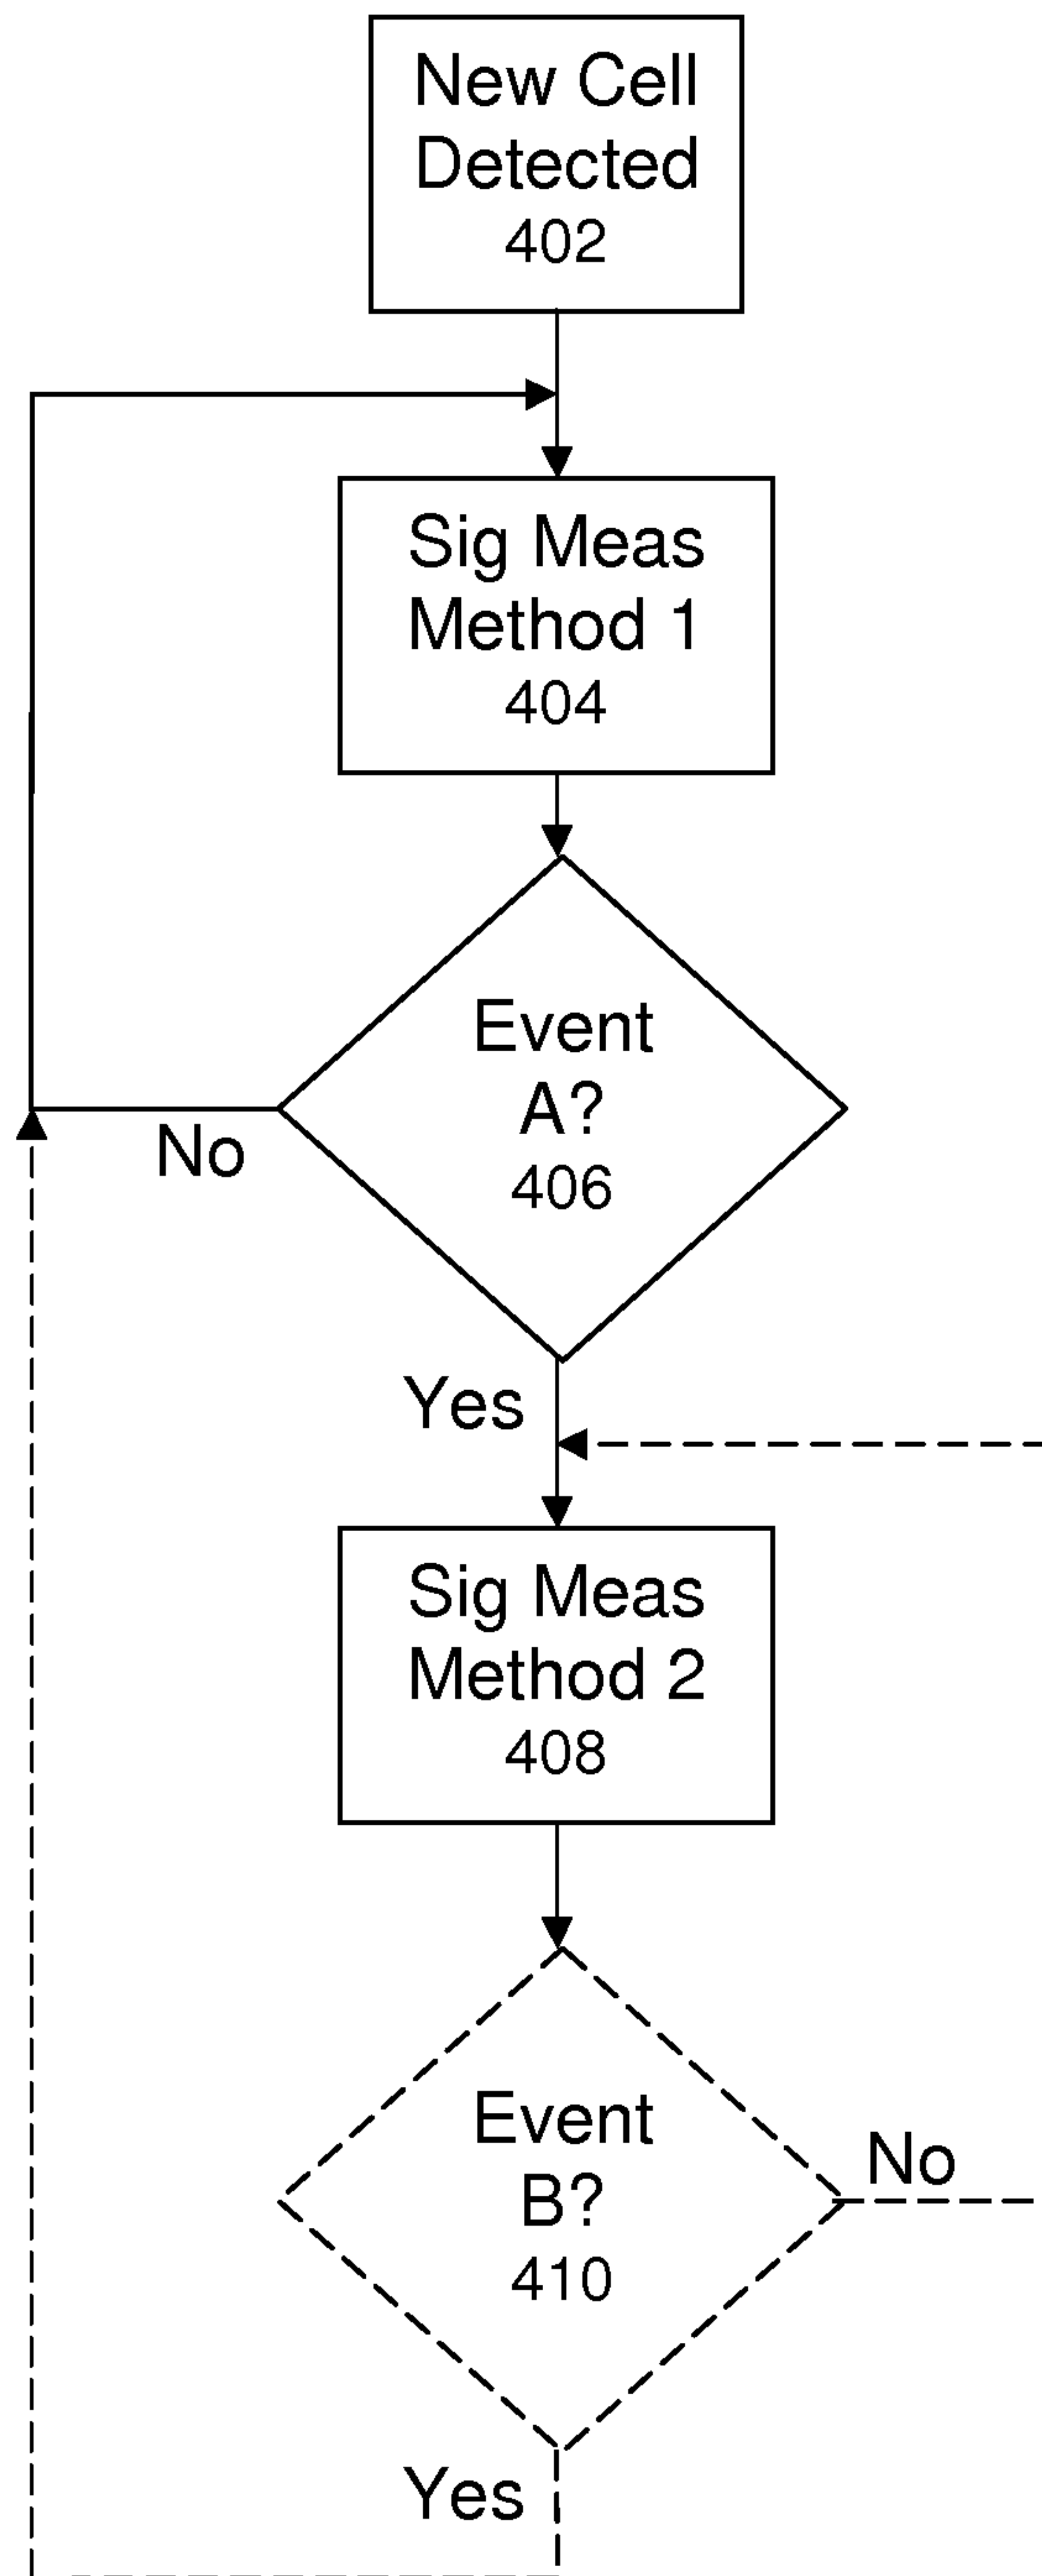 New Cell
Detected
402
Sig Meas
Method 1
404
Event
A?
406
No
Yes
Sig Meas
Method 2
408
Event
B?
410
No
Yes